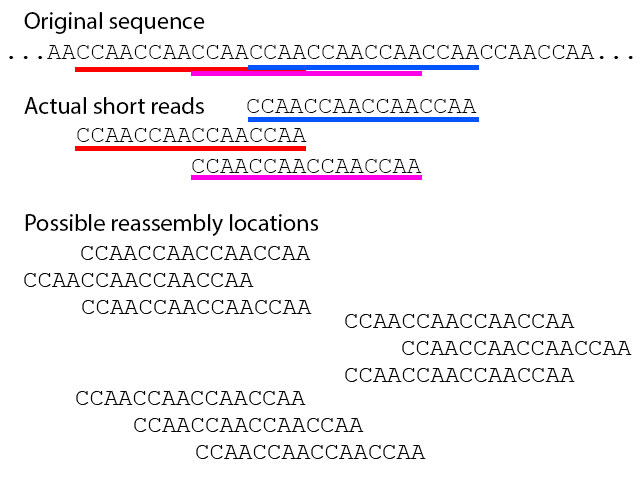 Original sequence
...AACCAACCAACCAACCAACCAACCAACCAACCAACCAA...
Actual short reads CCAACCAACCAACCAA
CCAACCAACCAACCAA
CCAACCAACCAACCAA
Possible reassembly locations
CCAACCAACCAACCAA
CCAACCAACCAACCAA
CCAACCAACCAACCAA
CCAACCAACCAACCAA
CCAACCAACCAACCAA
CCAACCAACCAACCAA
CCAACCAACCAACCAA
CCAACCAACCAACCAA
CCAACCAACCAACCAA